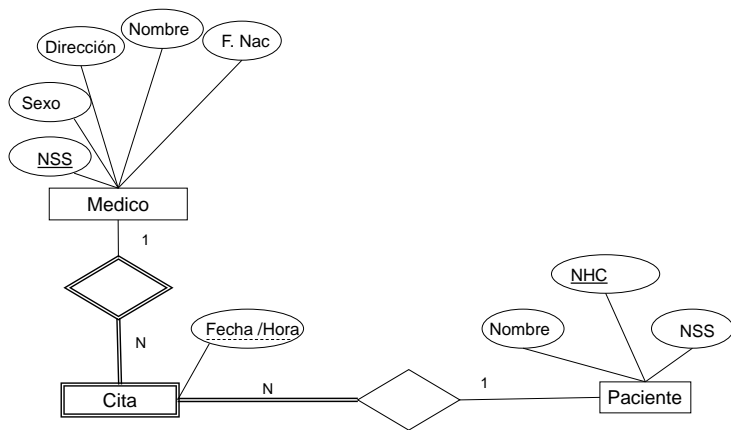 Nombre
Dirección
F. Nac
Sexo
NSS
Medico
1
NHC
Fecha /Hora
Nombre
NSS
N
N
1
Cita
Paciente